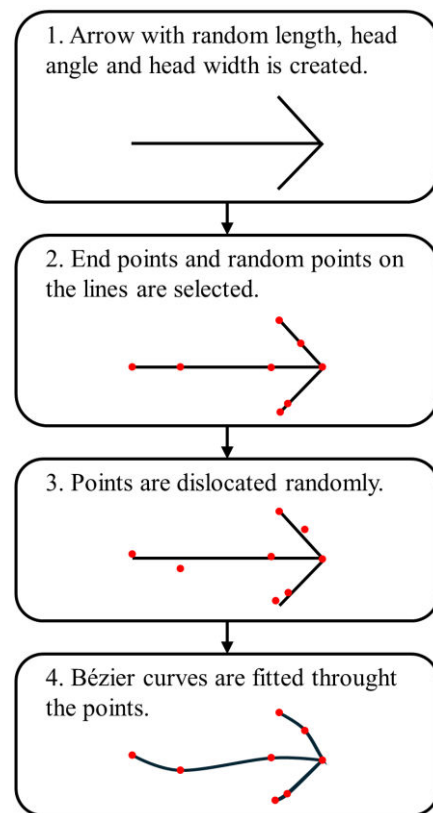 1. Arrow with random length, head
angle and head width is created.
2. End points and random points on
the lines are selected.
3. Points are dislocated randomly.
4. Bézier curves are fitted throught
the points.